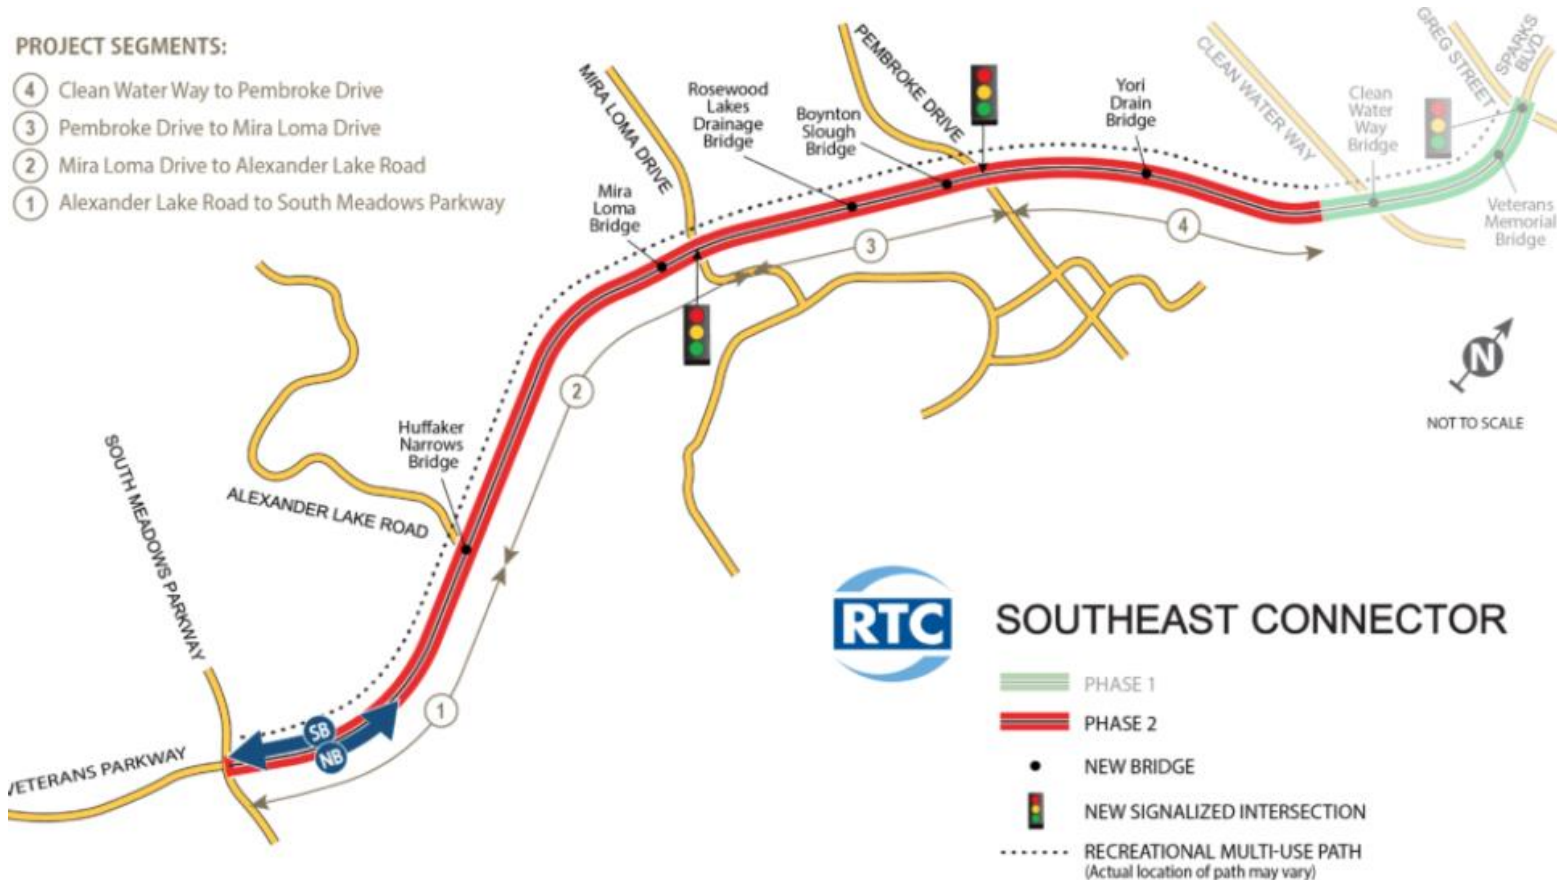 PROJECT SEGMENTS:
4 Clean Water Way to Pembroke Drive
3 Pembroke Drive to Mira Loma Drive
2 Mira Loma Drive to Alexander Lake Road
1 Alexander Lake Road to South Meadows Parkway
MIRA LOMA DRIVE
Rosewood
Lakes
Drainage
Bridge
PEMBROKE DRIVE
Boynton
Slough
Bridge
Yori
Drain
Bridge
CLEAN WATER WAY
Clean
Water
Way
Bridge
GREG STREET
SPARKS
BLVD.
Veterans
Memorial
Bridge
Mira
Loma
Bridge
3
4
2
N
NOT TO SCALE
Huffaker
Narrows
Bridge
ALEXANDER LAKE ROAD
SOUTH MEADOWS PARKWAY
1
SB
NB
VETERANS PARKWAY
RTC
SOUTHEAST CONNECTOR
PHASE 1
PHASE 2
NEW BRIDGE
NEW SIGNALIZED INTERSECTION
RECREATIONAL MULTI-USE PATH
(Actual location of path may vary)